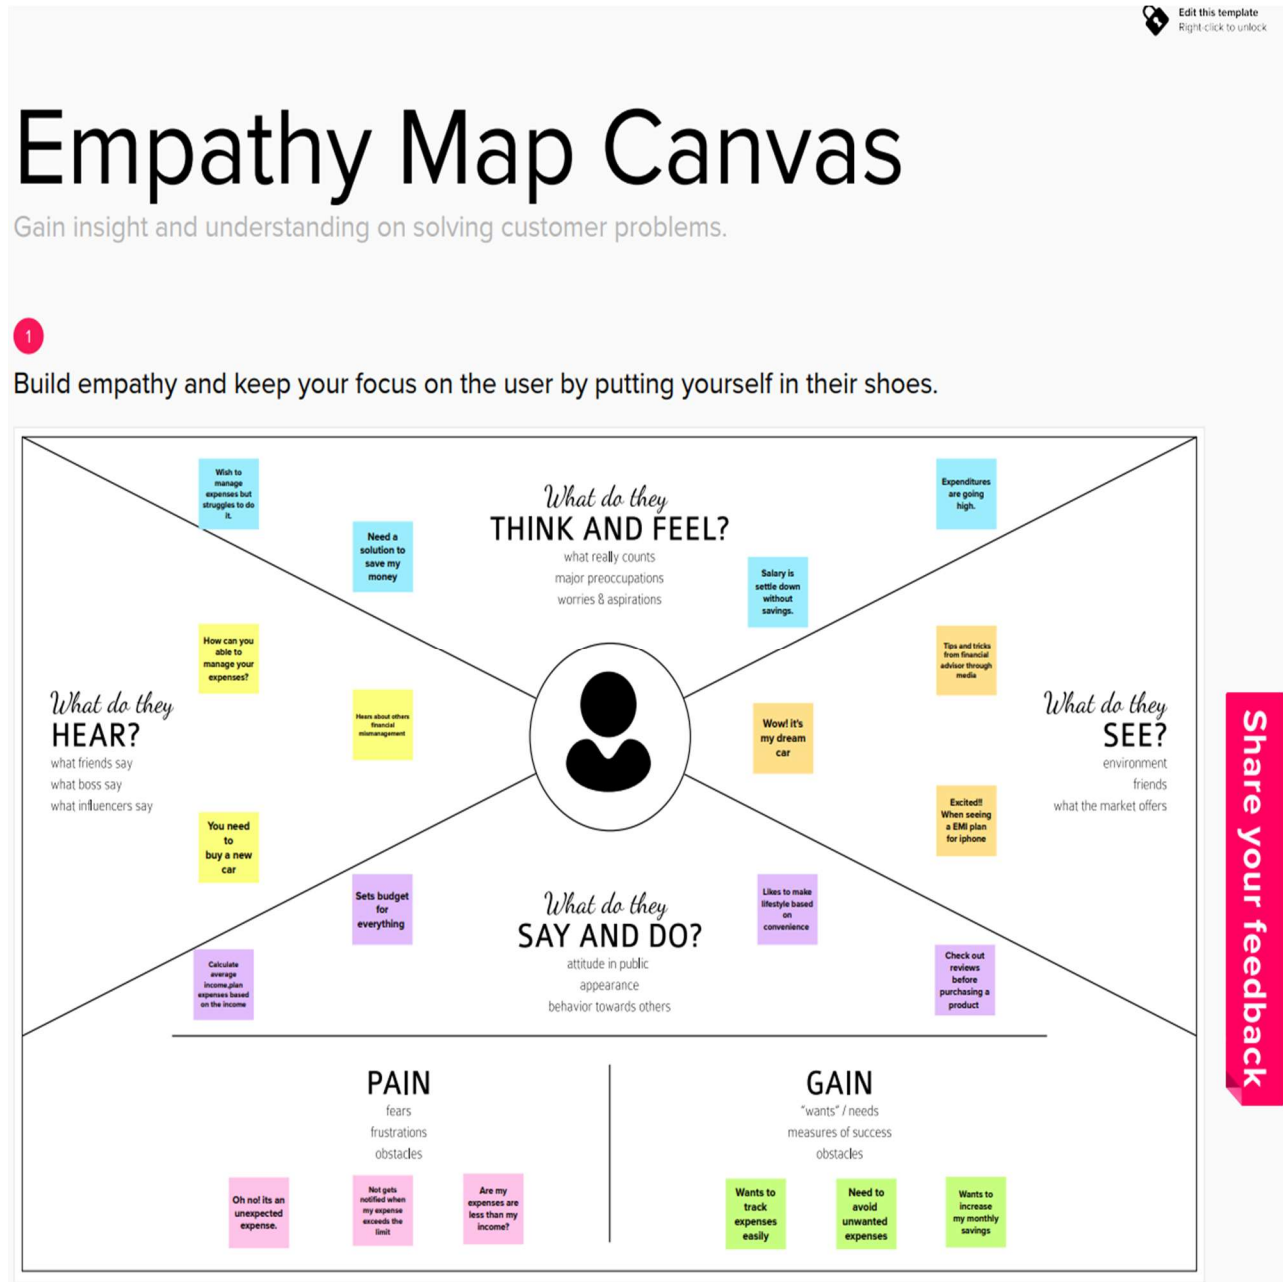 Edit this template
Right-click to unlock
Empathy Map Canvas
Gain insight and understanding on solving customer problems.
1
Build empathy and keep your focus on the user by putting yourself in their shoes.
Wish to
manage
expenses but
struggles to do
it.
Need a
solution to
save my
money
What do they
THINK AND FEEL?
what really counts
major preoccupations
worries & aspirations
Expenditures
are going
high.
Salary is
settle down
without
savings.
How can you
able to
manage your
expenses?
Hears about others
financial
mismanagement
What do they
HEAR?
what friends say
what boss say
what influencers say
You need
to
buy a new
car
Tips and tricks
from financial
advisor through
media
Wow! it's
my dream
car
What do they
SEE?
environment
friends
what the market offers
Excited!!
When seeing
a EMI plan
for iphone
Share your feedback
Sets budget
for
everything
Calculate
average
income,plan
expenses based
on the income
What do they
SAY AND DO?
attitude in public
appearance
behavior towards others
Likes to make
lifestyle based
on
convenience
Check out
reviews
before
purchasing a
product
PAIN
fears
frustrations
obstacles
Oh no! its an
unexpected
expense.
Not gets
notified when
my expense
exceeds the
limit
Are my
expenses are
less than my
income?
GAIN
"wants" / needs
measures of success
obstacles
Wants to
track
expenses
easily
Need to
avoid
unwanted
expenses
Wants to
increase
my monthly
savings